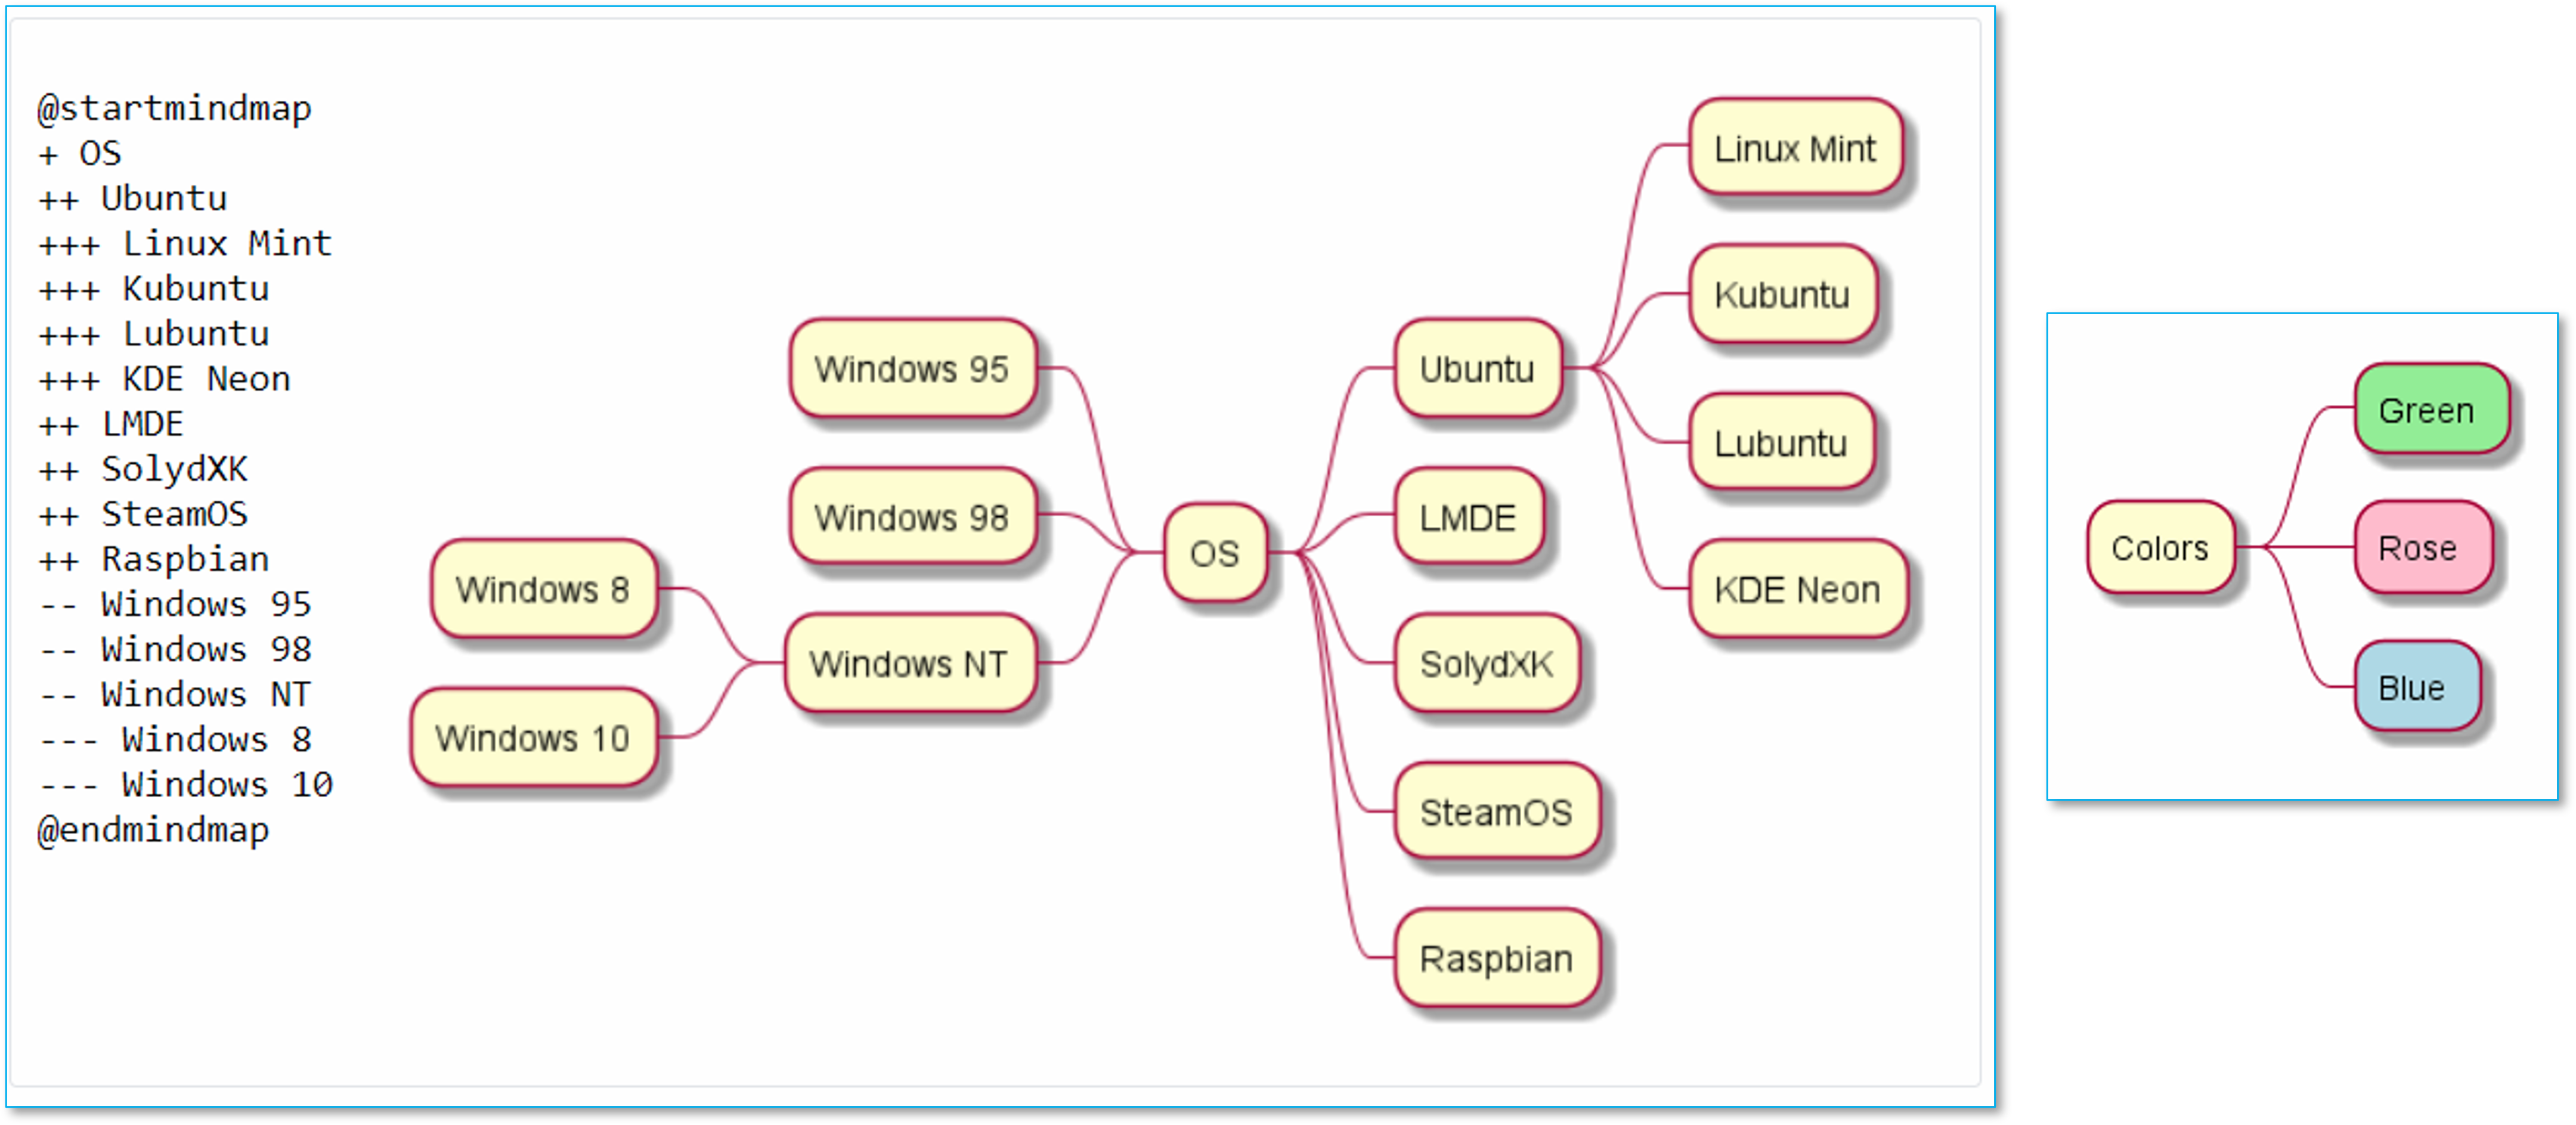 @startmindmap
+ OS
++ Ubuntu
+++ Linux Mint
+++ Kubuntu
+++ Lubuntu
+++ KDE Neon
++ LMDE
++ SolydXK
++ SteamOS
++ Raspbian
-- Windows 95
-- Windows 98
-- Windows NT
--- Windows 8
--- Windows 10
@endmindmap
Windows 8
Windows 10
Windows 95
Windows 98
Windows NT
OS
Ubuntu
LMDE
SolydXK
SteamOS
Raspbian
Linux Mint
Kubuntu
Lubuntu
KDE Neon
Colors
Green
Rose
Blue